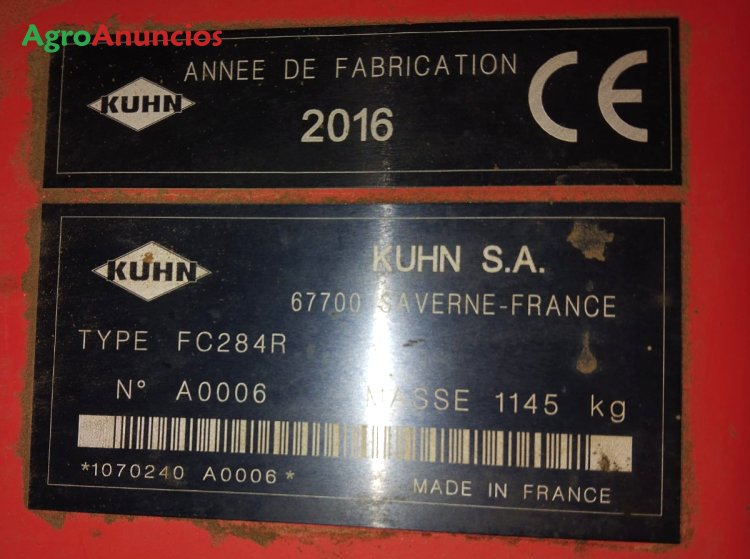 AgroAnuncios
KUHN
ANNEE DE FABRICATION
2016
CE
KUHN
KUHN S.A.
67700 SAVERNE-FRANCE
TYPE FC284R
N° A0006 MASSE 1145 kg
*1070240 A0006*
MADE IN FRANCE